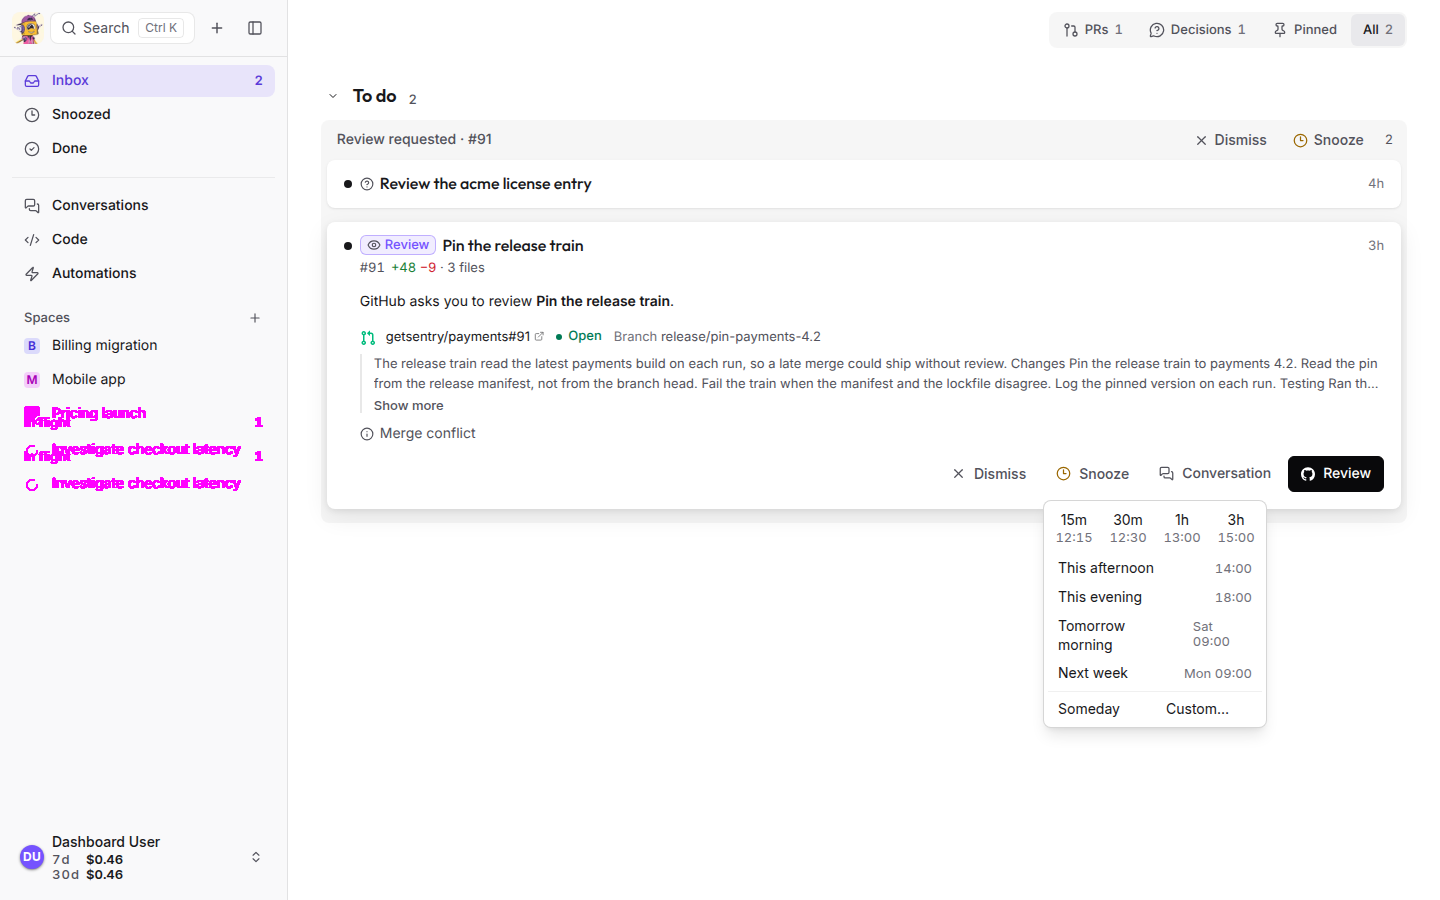 Search Ctrl K
Inbox 2
Snoozed
Done
Conversations
Code
Automations
Spaces
B Billing migration
M Mobile app
Pricing launch
In flight 1
Investigate checkout latency
In flight 1
Investigate checkout latency
DU Dashboard User
7d $0.46
30d $0.46
PRs 1 Decisions 1 Pinned All 2
To do 2
Review requested · #91 Dismiss Snooze 2
Review the acme license entry 4h
Review Pin the release train 3h
#91 +48 −9 · 3 files
GitHub asks you to review Pin the release train.
getsentry/payments#91 Open Branch release/pin-payments-4.2
The release train read the latest payments build on each run, so a late merge could ship without review. Changes Pin the release train to payments 4.2. Read the pin
from the release manifest, not from the branch head. Fail the train when the manifest and the lockfile disagree. Log the pinned version on each run. Testing Ran th...
Show more
Merge conflict
Dismiss Snooze Conversation Review
15m 30m 1h 3h
12:15 12:30 13:00 15:00
This afternoon 14:00
This evening 18:00
Tomorrow morning Sat 09:00
Next week Mon 09:00
Someday Custom...